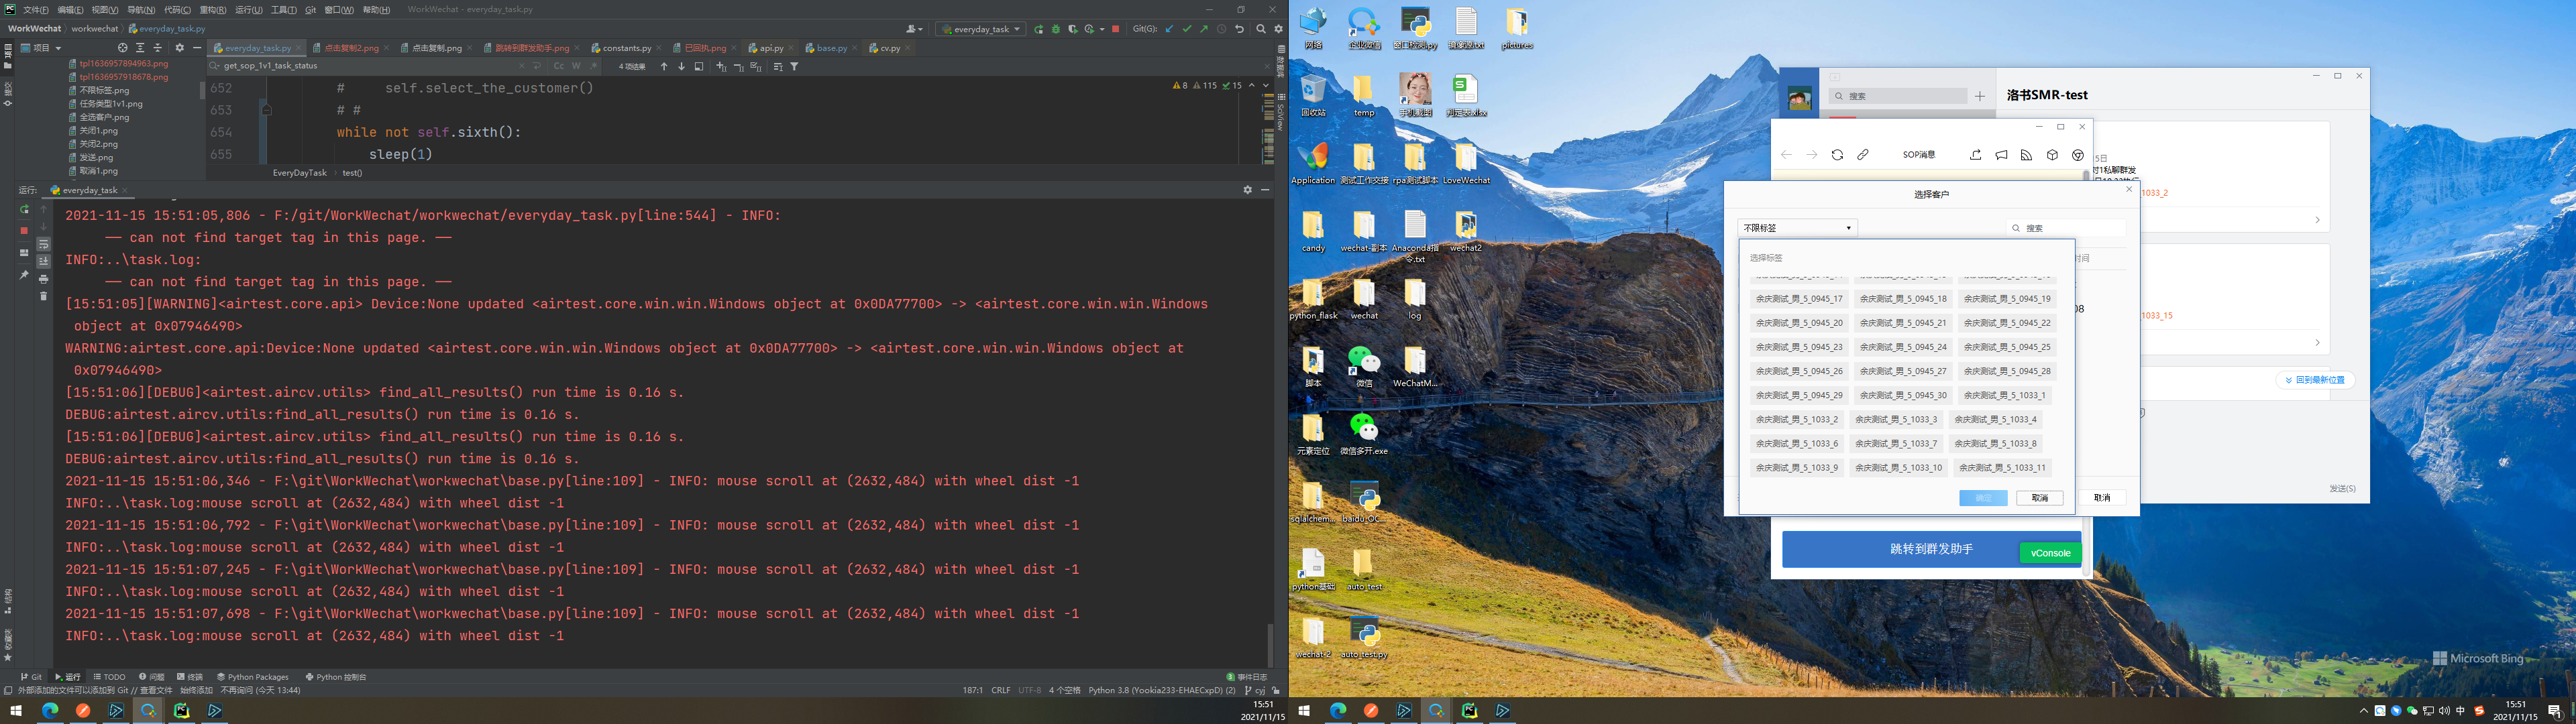 文件(F) 编辑(E) 视图(V) 导航(N) 代码(C) 重构(R) 运行(U) 工具(T) Git 窗口(W) 帮助(H) WorkWechat - everyday_task.py
WorkWechat workwechat everyday_task.py
everyday_task Git(G):
项目
everyday_task.py 点击复制2.png 点击复制.png 跳转到群发助手.png constants.py 已回执.png api.py base.py cv.py
get_sop_1v1_task_status Cc W 4 项结果
tpl1636957894963.png
tpl1636957918678.png
不限标签.png
任务类型1v1.png
全选客户.png
关闭1.png
关闭2.png
发送.png
取消1.png
652 # self.select_the_customer()
653 # #
654 while not self.sixth():
655 sleep(1)
8 115 15
EveryDayTask test()
运行: everyday_task
2021-11-15 15:51:05,806 - F:/git/WorkWechat/workwechat/everyday_task.py[line:544] - INFO:
—— can not find target tag in this page. ——
INFO:..\task.log:
—— can not find target tag in this page. ——
[15:51:05][WARNING]<airtest.core.api> Device:None updated <airtest.core.win.win.Windows object at 0x0DA77700> -> <airtest.core.win.win.Windows
object at 0x07946490>
WARNING:airtest.core.api:Device:None updated <airtest.core.win.win.Windows object at 0x0DA77700> -> <airtest.core.win.win.Windows object at
0x07946490>
[15:51:06][DEBUG]<airtest.aircv.utils> find_all_results() run time is 0.16 s.
DEBUG:airtest.aircv.utils:find_all_results() run time is 0.16 s.
[15:51:06][DEBUG]<airtest.aircv.utils> find_all_results() run time is 0.16 s.
DEBUG:airtest.aircv.utils:find_all_results() run time is 0.16 s.
2021-11-15 15:51:06,346 - F:\git\WorkWechat\workwechat\base.py[line:109] - INFO: mouse scroll at (2632,484) with wheel dist -1
INFO:..\task.log:mouse scroll at (2632,484) with wheel dist -1
2021-11-15 15:51:06,792 - F:\git\WorkWechat\workwechat\base.py[line:109] - INFO: mouse scroll at (2632,484) with wheel dist -1
INFO:..\task.log:mouse scroll at (2632,484) with wheel dist -1
2021-11-15 15:51:07,245 - F:\git\WorkWechat\workwechat\base.py[line:109] - INFO: mouse scroll at (2632,484) with wheel dist -1
INFO:..\task.log:mouse scroll at (2632,484) with wheel dist -1
2021-11-15 15:51:07,698 - F:\git\WorkWechat\workwechat\base.py[line:109] - INFO: mouse scroll at (2632,484) with wheel dist -1
INFO:..\task.log:mouse scroll at (2632,484) with wheel dist -1
Git 运行 TODO 问题 终端 Python Packages Python 控制台 3 事件日志
外部添加的文件可以添加到 Git // 查看文件 始终添加 不再询问 (今天 13:44) 187:1 CRLF UTF-8 4 个空格 Python 3.8 (Yookia233-EHAECxpD) (2) cyj
15:51
2021/11/15
网络 企业微信 窗口检测.py pictures
回收站 temp
Application 测试工作交接 rpa测试脚本 LoveWechat
candy wechat-副本 Anaconda指令.txt wechat2
python_flask wechat log
脚本 微信 WeChatM...
元素定位 微信多开.exe
sqlalchem... baidu-OC...
python基础 auto_test
wechat-2 auto_test.py
搜索
洛书SMR-test
SOP消息
5日
对1私聊群发
1033_2
1033_15
回到最新位置
发送(S)
选择客户
不限标签 搜索
选择标签 时间
余庆测试_男_5_0945_17 余庆测试_男_5_0945_18 余庆测试_男_5_0945_19
余庆测试_男_5_0945_20 余庆测试_男_5_0945_21 余庆测试_男_5_0945_22
余庆测试_男_5_0945_23 余庆测试_男_5_0945_24 余庆测试_男_5_0945_25
余庆测试_男_5_0945_26 余庆测试_男_5_0945_27 余庆测试_男_5_0945_28
余庆测试_男_5_0945_29 余庆测试_男_5_0945_30 余庆测试_男_5_1033_1
余庆测试_男_5_1033_2 余庆测试_男_5_1033_3 余庆测试_男_5_1033_4
余庆测试_男_5_1033_6 余庆测试_男_5_1033_7 余庆测试_男_5_1033_8
余庆测试_男_5_1033_9 余庆测试_男_5_1033_10 余庆测试_男_5_1033_11
确定 取消 取消
跳转到群发助手 vConsole
Microsoft Bing
中
15:51
2021/11/15